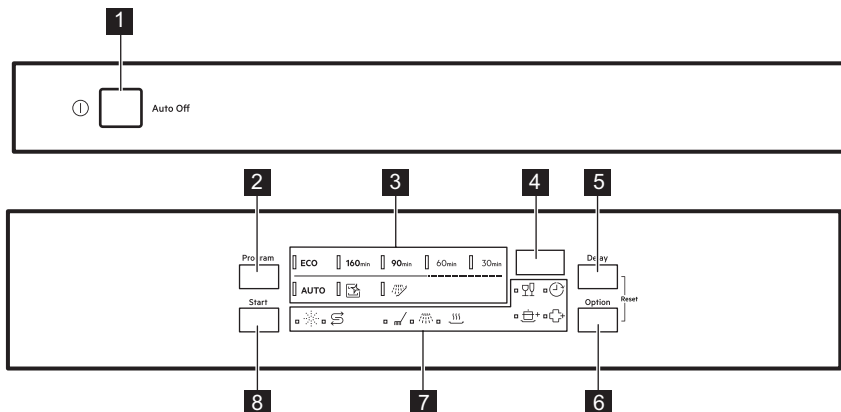 1
Auto Off
2 3 4 5
Program
ECO 160min 90min 60min 30min
Delay
AUTO
Reset
Start
Option
8 7 6